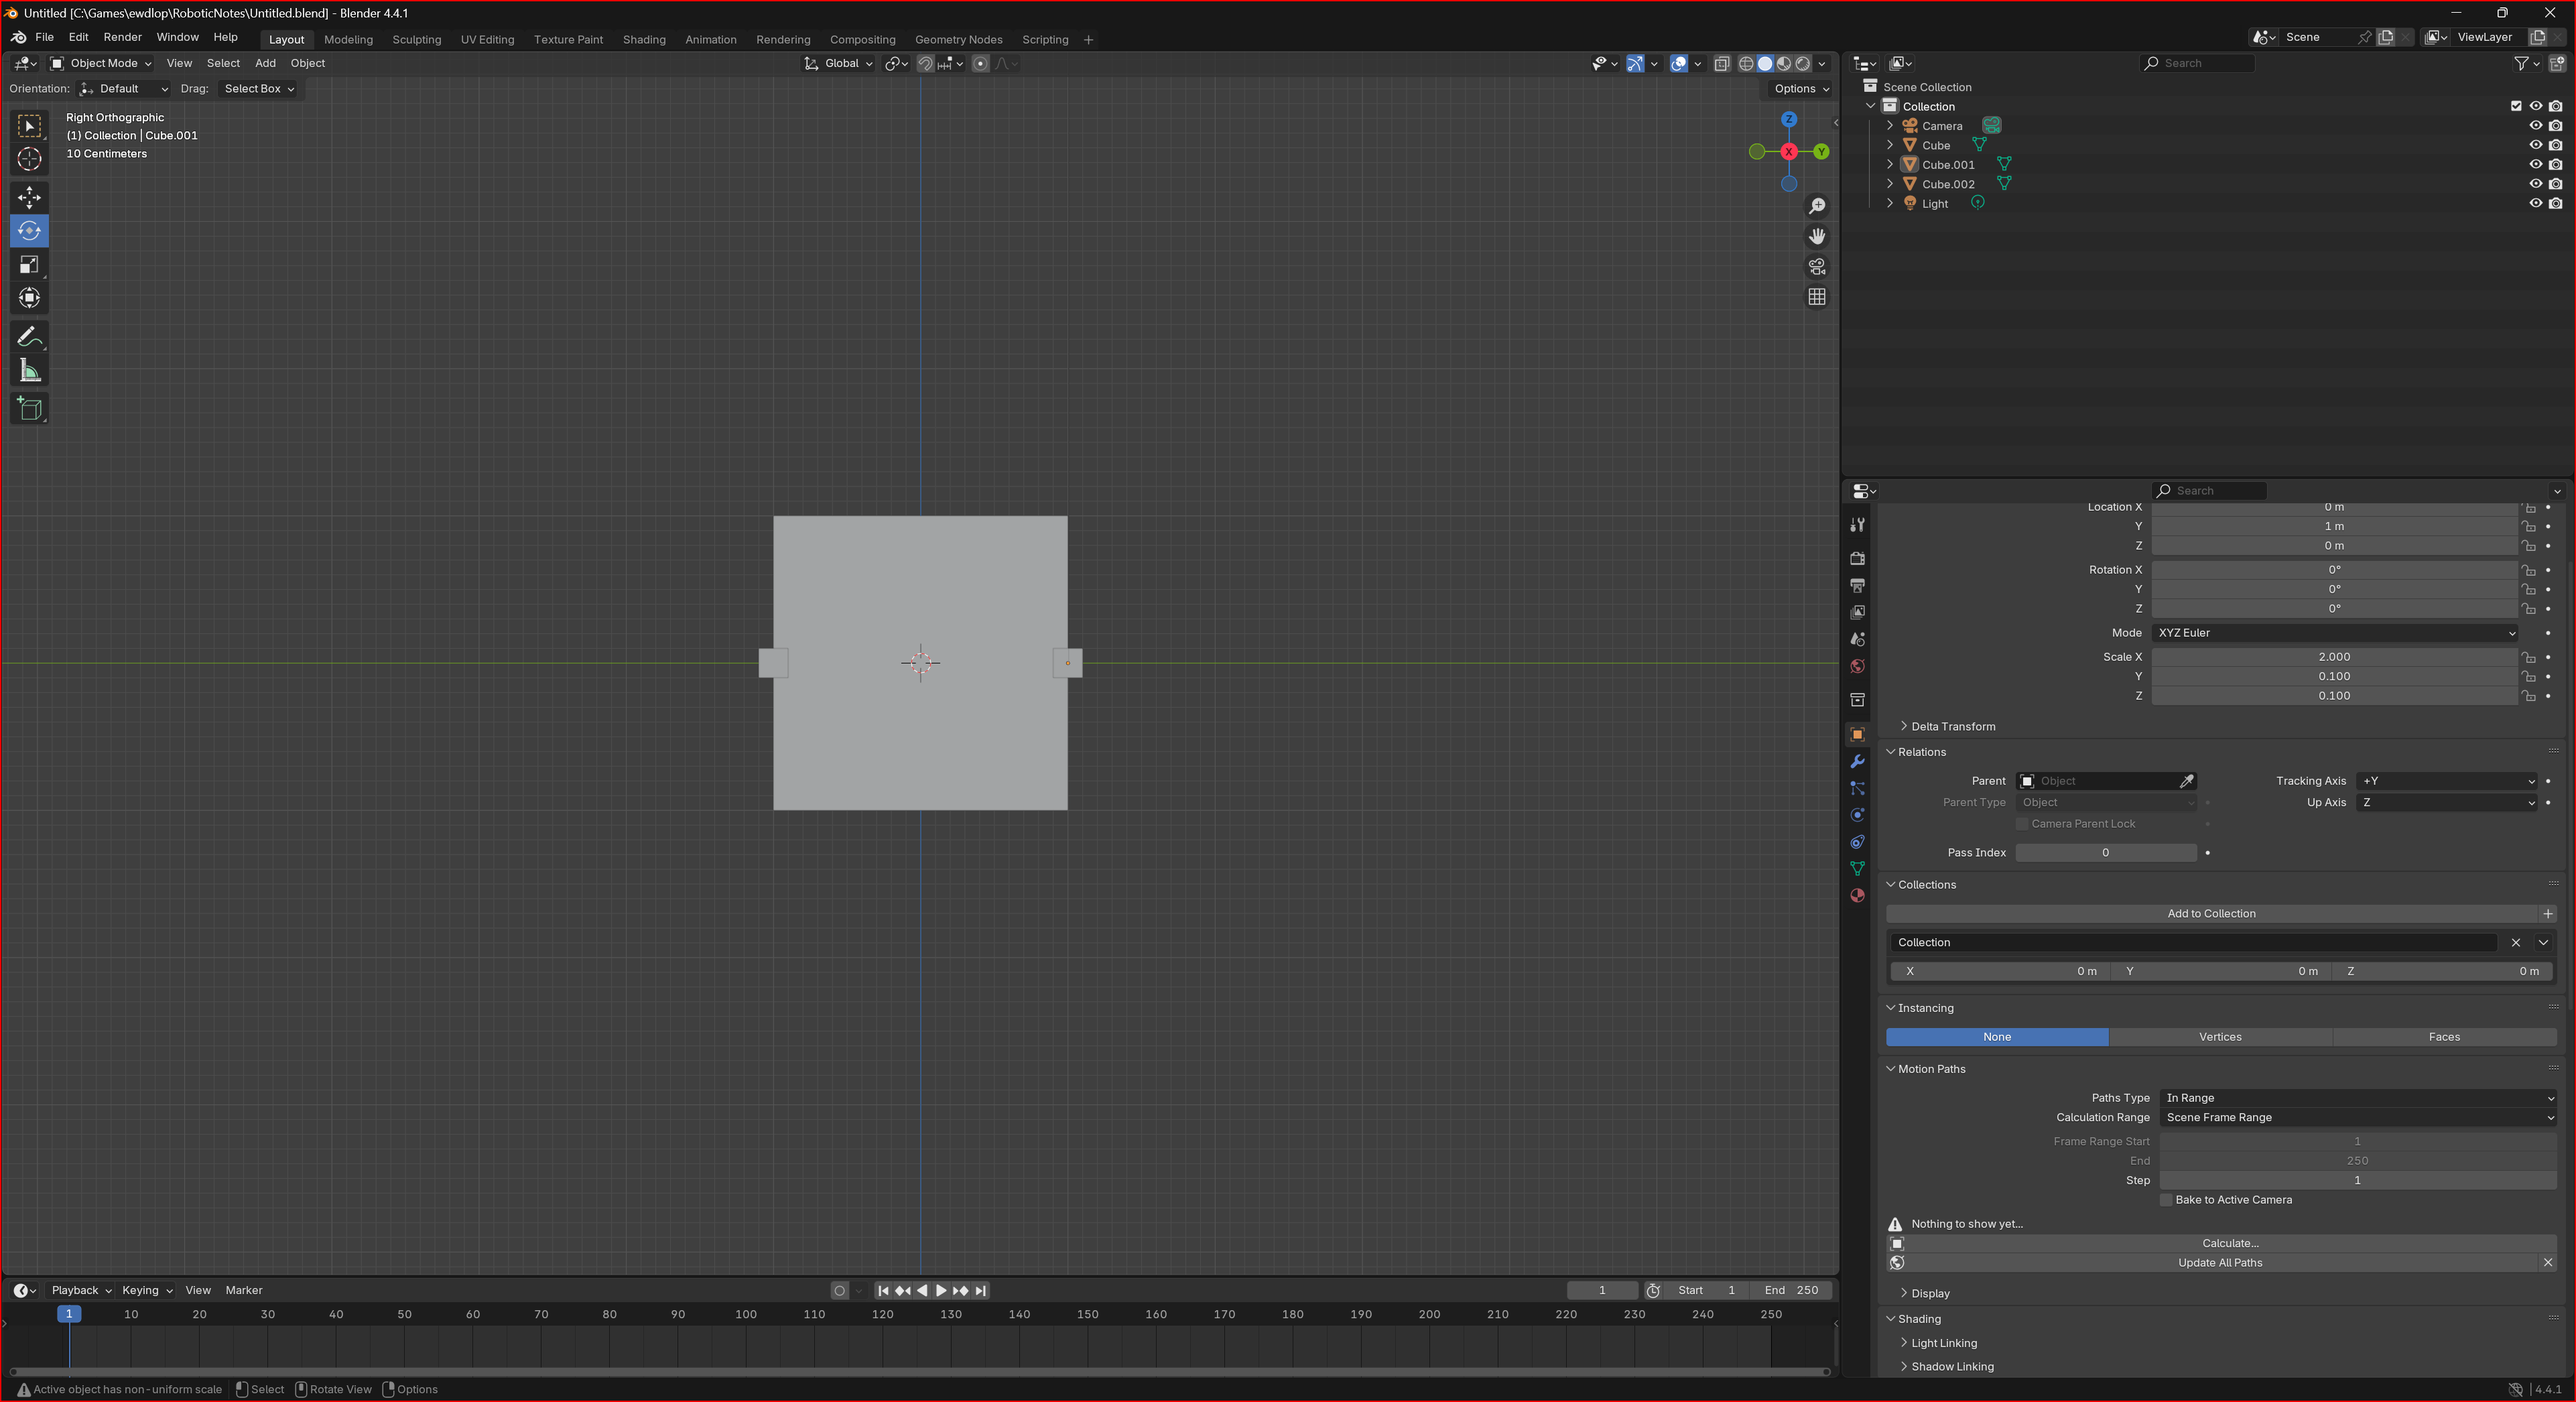 Untitled [C:\Games\ewdlop\RoboticNotes\Untitled.blend] - Blender 4.4.1
File Edit Render Window Help Layout Modeling Sculpting UV Editing Texture Paint Shading Animation Rendering Compositing Geometry Nodes Scripting + Scene ViewLayer
Object Mode View Select Add Object Global Search
Orientation: Default Drag: Select Box Options
Right Orthographic
(1) Collection | Cube.001
10 Centimeters
Z
X
Y
Scene Collection
Collection
Camera
Cube
Cube.001
Cube.002
Light
Search
Location X 0 m
Y 1 m
Z 0 m
Rotation X 0°
Y 0°
Z 0°
Mode XYZ Euler
Scale X 2.000
Y 0.100
Z 0.100
Delta Transform
Relations
Parent Object Tracking Axis +Y
Parent Type Object Up Axis Z
Camera Parent Lock
Pass Index 0
Collections
Add to Collection +
Collection
X 0 m Y 0 m Z 0 m
Instancing
None Vertices Faces
Motion Paths
Paths Type In Range
Calculation Range Scene Frame Range
Frame Range Start 1
End 250
Step 1
Bake to Active Camera
Nothing to show yet...
Calculate...
Update All Paths
Display
Shading
Light Linking
Shadow Linking
Playback Keying View Marker 1 Start 1 End 250
1 10 20 30 40 50 60 70 80 90 100 110 120 130 140 150 160 170 180 190 200 210 220 230 240 250
Active object has non-uniform scale Select Rotate View Options 4.4.1